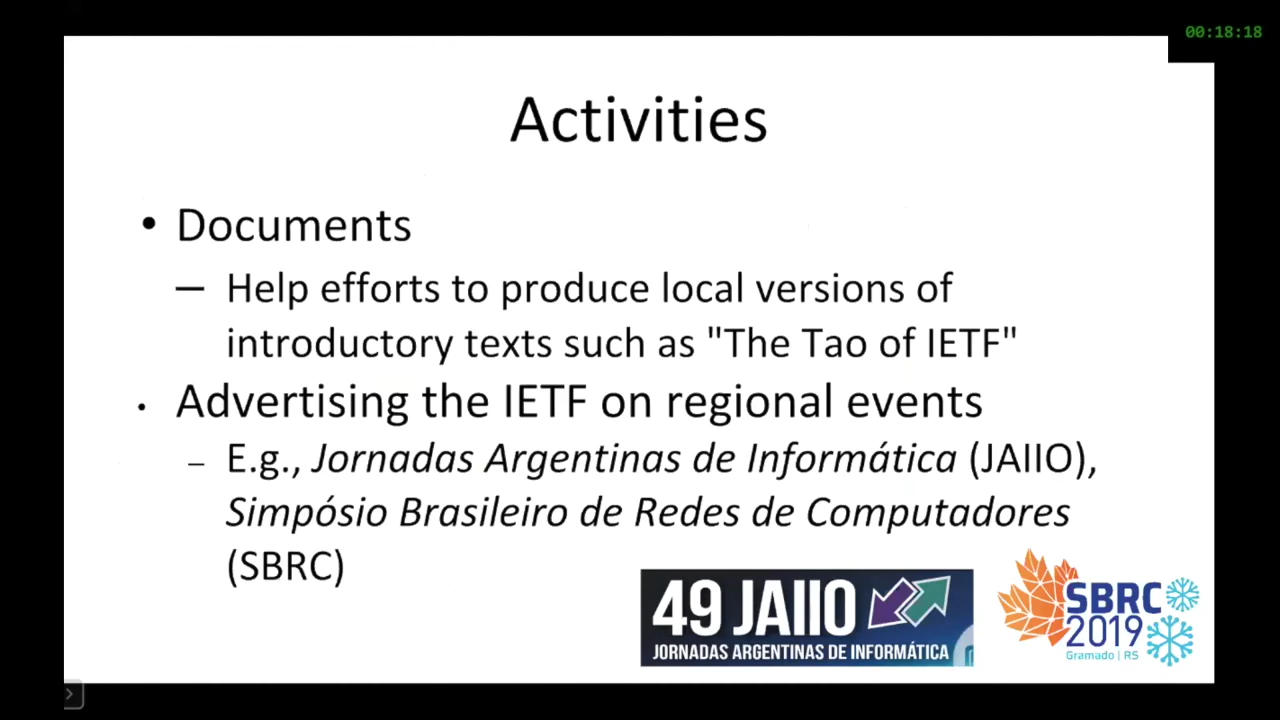 00:18:18
Activities
• Documents
– Help efforts to produce local versions of
introductory texts such as "The Tao of IETF"
• Advertising the IETF on regional events
– E.g., Jornadas Argentinas de Informática (JAIIO),
Simpósio Brasileiro de Redes de Computadores
(SBRC)
49 JAIIO
JORNADAS ARGENTINAS DE INFORMÁTICA
SBRC
2019
Gramado | RS